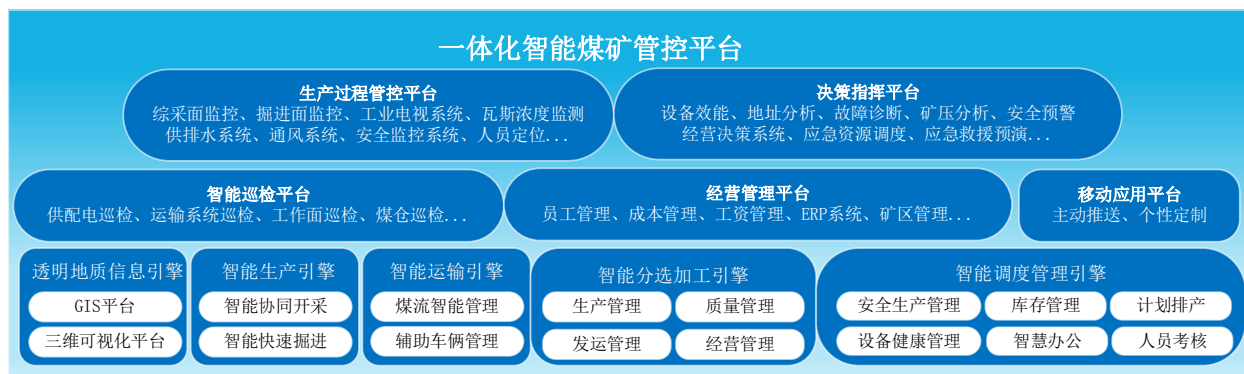 一体化智能煤矿管控平台
生产过程管控平台
综采面监控、掘进面监控、工业电视系统、瓦斯浓度监测
供排水系统、通风系统、安全监控系统、人员定位...
决策指挥平台
设备效能、地址分析、故障诊断、矿压分析、安全预警
经营决策系统、应急资源调度、应急救援预演...
智能巡检平台
供配电巡检、运输系统巡检、工作面巡检、煤仓巡检...
经营管理平台
员工管理、成本管理、工资管理、ERP系统、矿区管理...
移动应用平台
主动推送、个性定制
透明地质信息引擎
GIS平台
三维可视化平台
智能生产引擎
智能协同开采
智能快速掘进
智能运输引擎
煤流智能管理
辅助车辆管理
智能分选加工引擎
生产管理
质量管理
发运管理
经营管理
智能调度管理引擎
安全生产管理
库存管理
计划排产
设备健康管理
智慧办公
人员考核